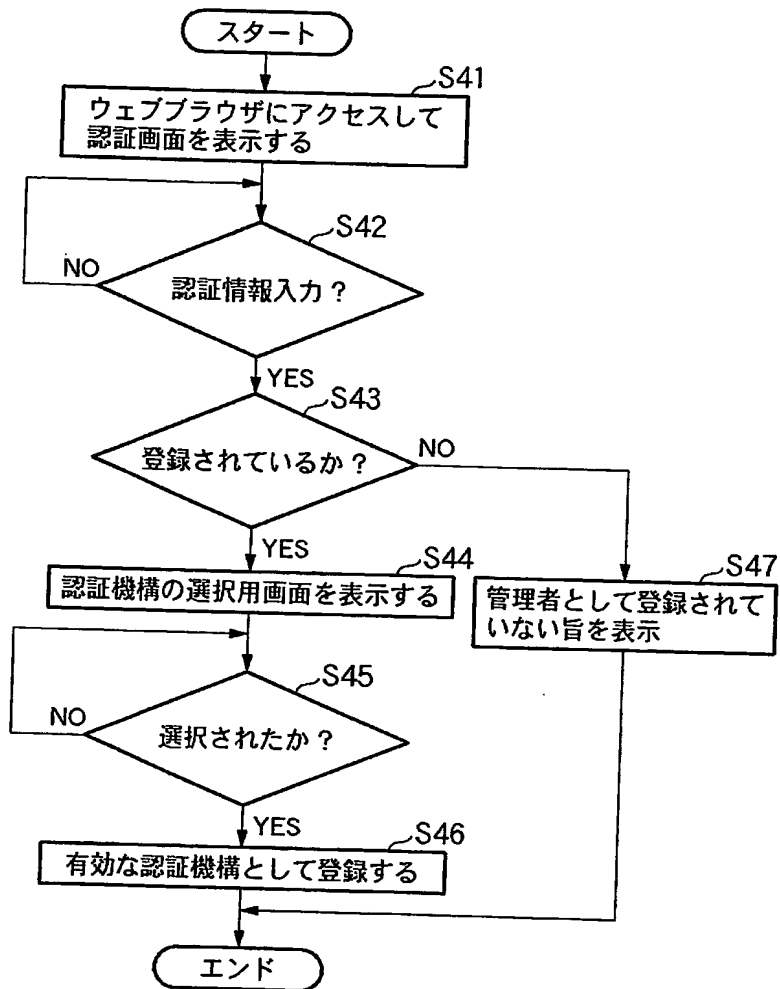 スタート
S41
ウェブブラウザにアクセスして
認証画面を表示する
S42
NO
認証情報入力?
YES
S43
登録されているか?
NO
YES
S44
認証機構の選択用画面を表示する
S47
管理者として登録されて
いない旨を表示
S45
NO
選択されたか?
YES
S46
有効な認証機構として登録する
エンド